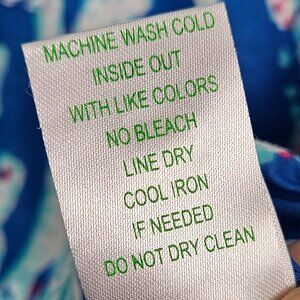 MACHINE WASH COLD
INSIDE OUT
WITH LIKE COLORS
NO BLEACH
LINE DRY
COOL IRON
IF NEEDED
DO NOT DRY CLEAN